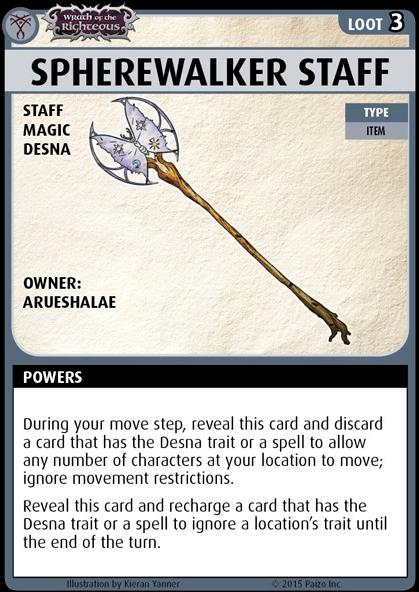 Wrath of the
Righteous
LOOT 3
SPHEREWALKER STAFF
STAFF
MAGIC
DESNA
TYPE
ITEM
OWNER:
ARUESHALAE
POWERS
During your move step, reveal this card and discard
a card that has the Desna trait or a spell to allow
any number of characters at your location to move;
ignore movement restrictions.
Reveal this card and recharge a card that has the
Desna trait or a spell to ignore a location’s trait until
the end of the turn.
Illustration by Kieran Yanner
© 2015 Paizo Inc.